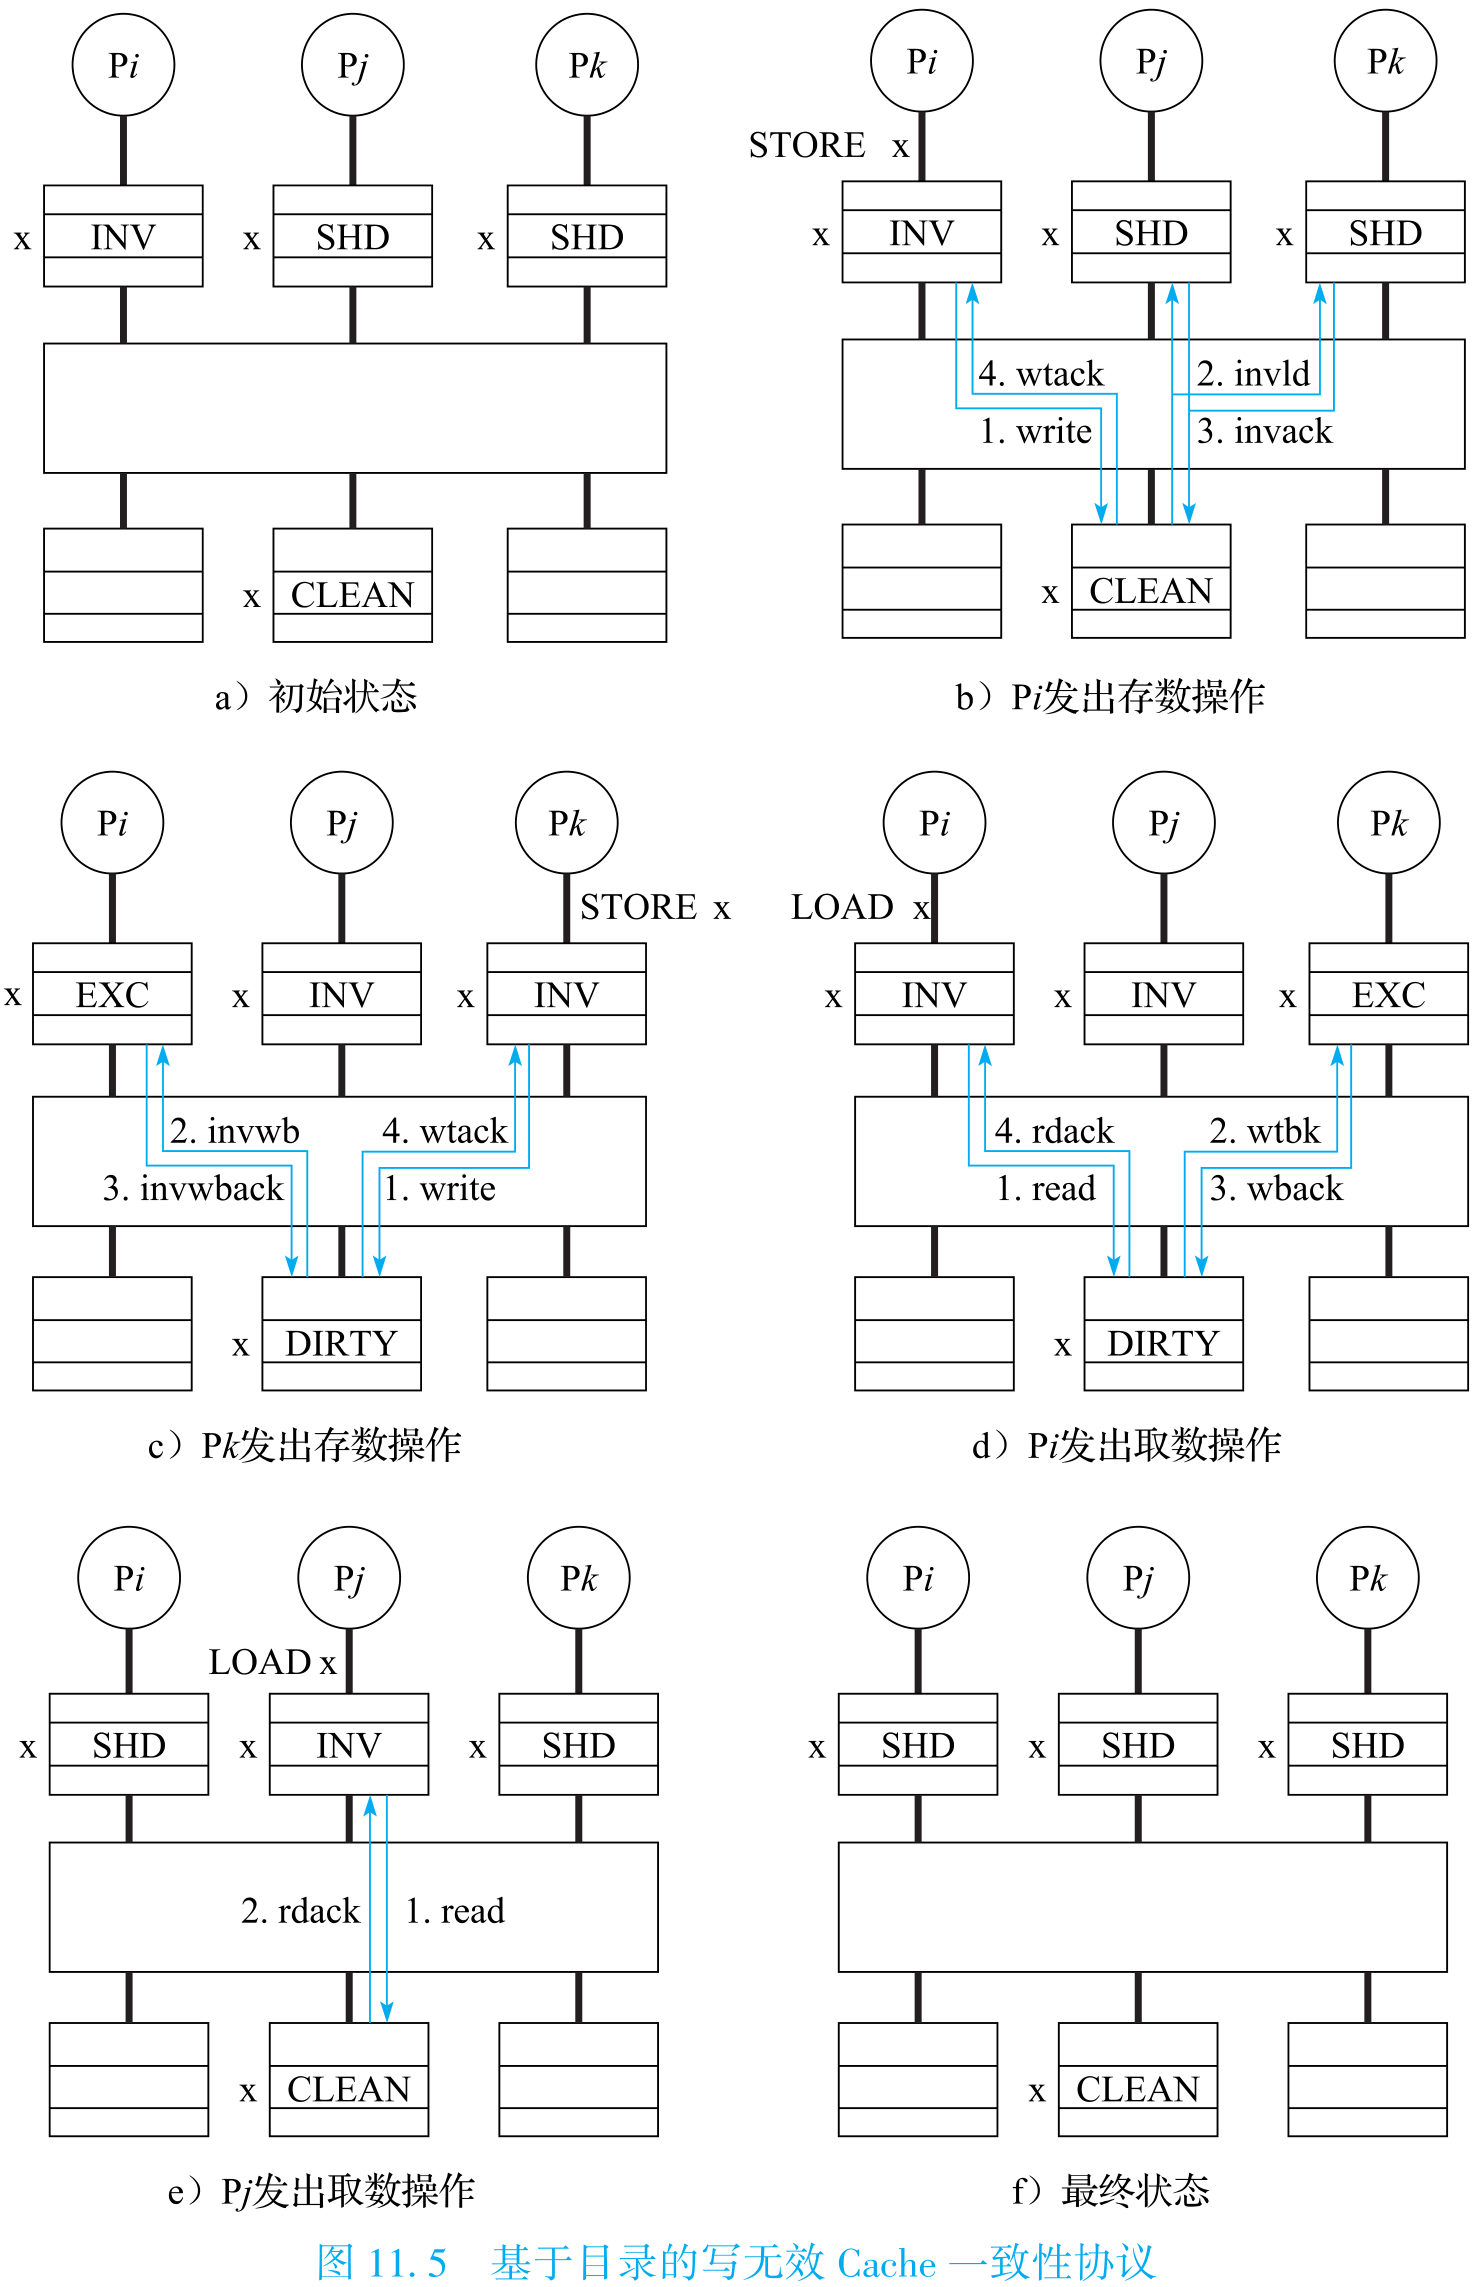 Pi Pj Pk
x INV x SHD x SHD
x CLEAN
a）初始状态
Pi Pj Pk
STORE x
x INV x SHD x SHD
4. wtack 2. invld
1. write 3. invack
x CLEAN
b）Pi发出存数操作
Pi Pj Pk
STORE x
x EXC x INV x INV
2. invwb 4. wtack
3. invwback 1. write
x DIRTY
c）Pk发出存数操作
Pi Pj Pk
LOAD x
x INV x INV x EXC
4. rdack 2. wtbk
1. read 3. wback
x DIRTY
d）Pi发出取数操作
Pi Pj Pk
LOAD x
x SHD x INV x SHD
2. rdack 1. read
x CLEAN
e）Pj发出取数操作
Pi Pj Pk
x SHD x SHD x SHD
x CLEAN
f）最终状态
图 11.5 基于目录的写无效 Cache 一致性协议